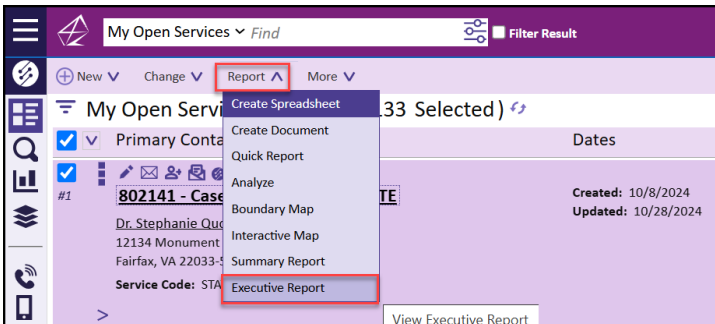 My Open Services Find Filter Result
New Change Report More
My Open Servi 133 Selected)
Create Spreadsheet
Create Document
Quick Report
Analyze
Boundary Map
Interactive Map
Summary Report
Executive Report
Primary Conta Dates
#1
802141 - Case TE
Created: 10/8/2024
Updated: 10/28/2024
Dr. Stephanie Quo
12134 Monument
Fairfax, VA 22033-5
Service Code: STA
View Executive Report